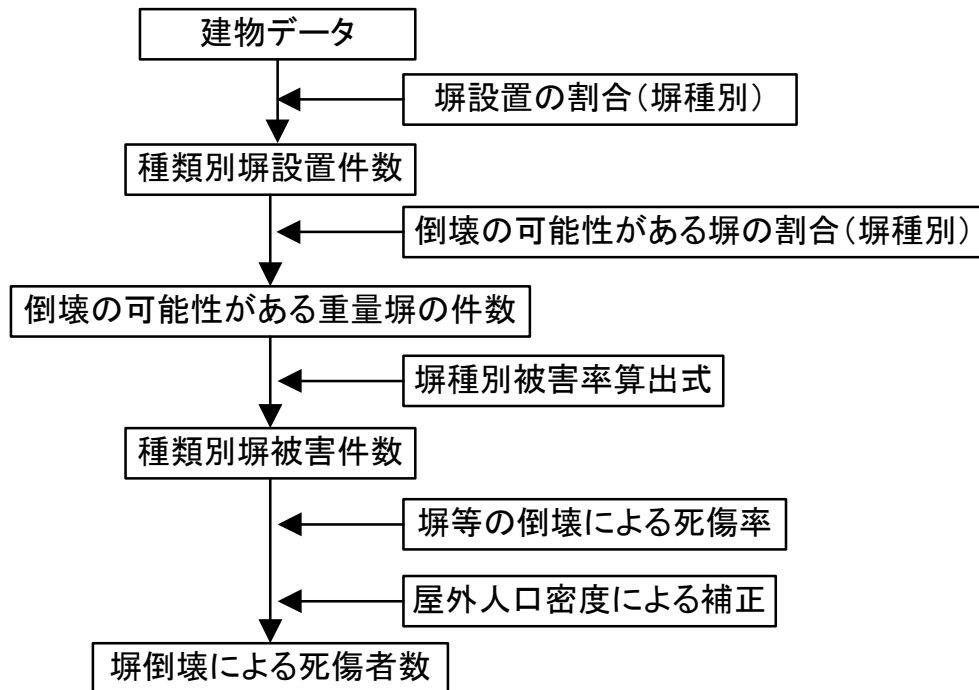 建物データ
塀設置の割合(塀種別)
種類別塀設置件数
倒壊の可能性がある塀の割合(塀種別)
倒壊の可能性がある重量塀の件数
塀種別被害率算出式
種類別塀被害件数
塀等の倒壊による死傷率
屋外人口密度による補正
塀倒壊による死傷者数